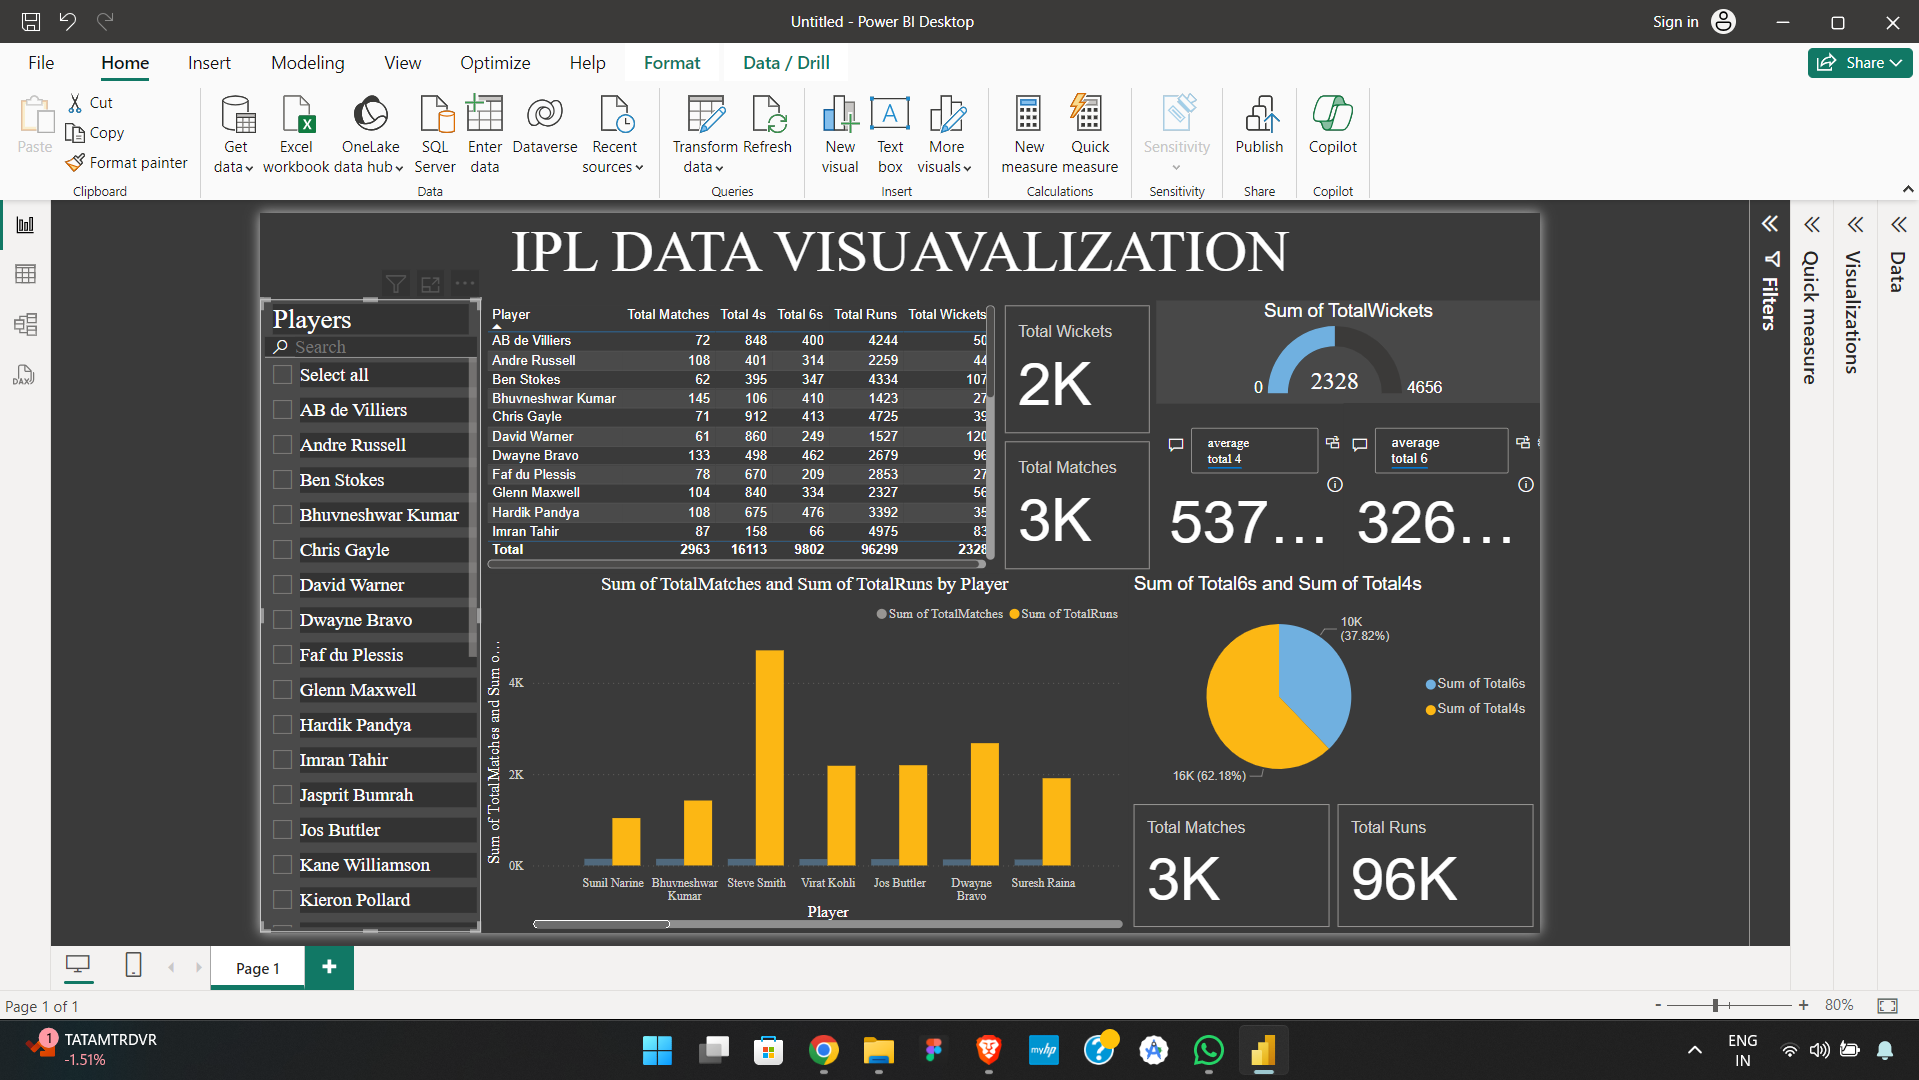 Untitled - Power BI Desktop
Sign in
File Home Insert Modeling View Optimize Help Format Data / Drill
Share
Paste
Cut
Copy
Format painter
Clipboard
Get data
Excel workbook
OneLake data hub
SQL Server
Enter data
Dataverse
Recent sources
Data
Transform data
Refresh
Queries
New visual
Text box
More visuals
Insert
New measure
Quick measure
Calculations
Sensitivity
Sensitivity
Publish
Share
Copilot
Copilot
DAX
IPL DATA VISUAVALIZATION
Players
Search
Select all
AB de Villiers
Andre Russell
Ben Stokes
Bhuvneshwar Kumar
Chris Gayle
David Warner
Dwayne Bravo
Faf du Plessis
Glenn Maxwell
Hardik Pandya
Imran Tahir
Jasprit Bumrah
Jos Buttler
Kane Williamson
Kieron Pollard
Player Total Matches Total 4s Total 6s Total Runs Total Wickets
AB de Villiers 72 848 400 4244 50
Andre Russell 108 401 314 2259 44
Ben Stokes 62 395 347 4334 107
Bhuvneshwar Kumar 145 106 410 1423 27
Chris Gayle 71 912 413 4725 39
David Warner 61 860 249 1527 120
Dwayne Bravo 133 498 462 2679 96
Faf du Plessis 78 670 209 2853 27
Glenn Maxwell 104 840 334 2327 56
Hardik Pandya 108 675 476 3392 35
Imran Tahir 87 158 66 4975 83
Total 2963 16113 9802 96299 2328
Total Wickets
2K
Total Matches
3K
Sum of TotalWickets
0 2328 4656
average
total 4
average
total 6
537...
326...
Sum of TotalMatches and Sum of TotalRuns by Player
Sum of TotalMatches Sum of TotalRuns
Sum of TotalMatches and Sum o...
4K
2K
0K
Sunil Narine
Bhuvneshwar
Kumar
Steve Smith
Virat Kohli
Jos Buttler
Dwayne
Bravo
Suresh Raina
Player
Sum of Total6s and Sum of Total4s
10K
(37.82%)
16K (62.18%)
Sum of Total6s
Sum of Total4s
Total Matches
3K
Total Runs
96K
Filters
Quick measure
Visualizations
Data
Page 1
Page 1 of 1
- + 80%
1
TATAMTRDVR
-1.51%
myhp
ENG
IN